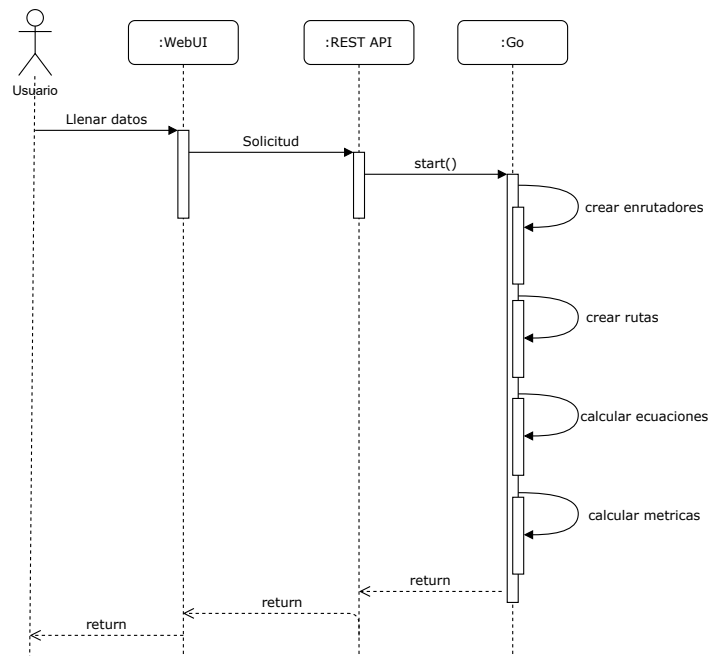 :WebUI
:REST API
:Go
Usuario
Llenar datos
Solicitud
start()
crear enrutadores
crear rutas
calcular ecuaciones
calcular metricas
return
return
return